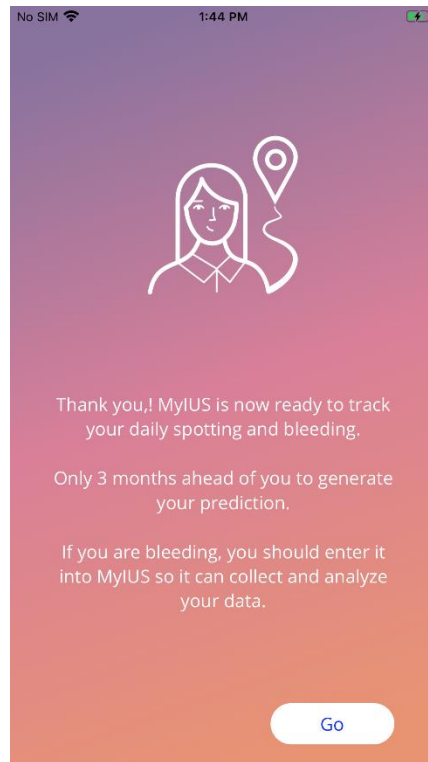 No SIM 1:44 PM
Thank you,! MyIUS is now ready to track
your daily spotting and bleeding.
Only 3 months ahead of you to generate
your prediction.
If you are bleeding, you should enter it
into MyIUS so it can collect and analyze
your data.
Go